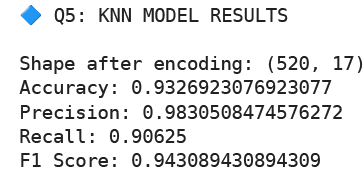 🔷 Q5: KNN MODEL RESULTS
Shape after encoding: (520, 17)
Accuracy: 0.9326923076923077
Precision: 0.9830508474576272
Recall: 0.90625
F1 Score: 0.943089430894309